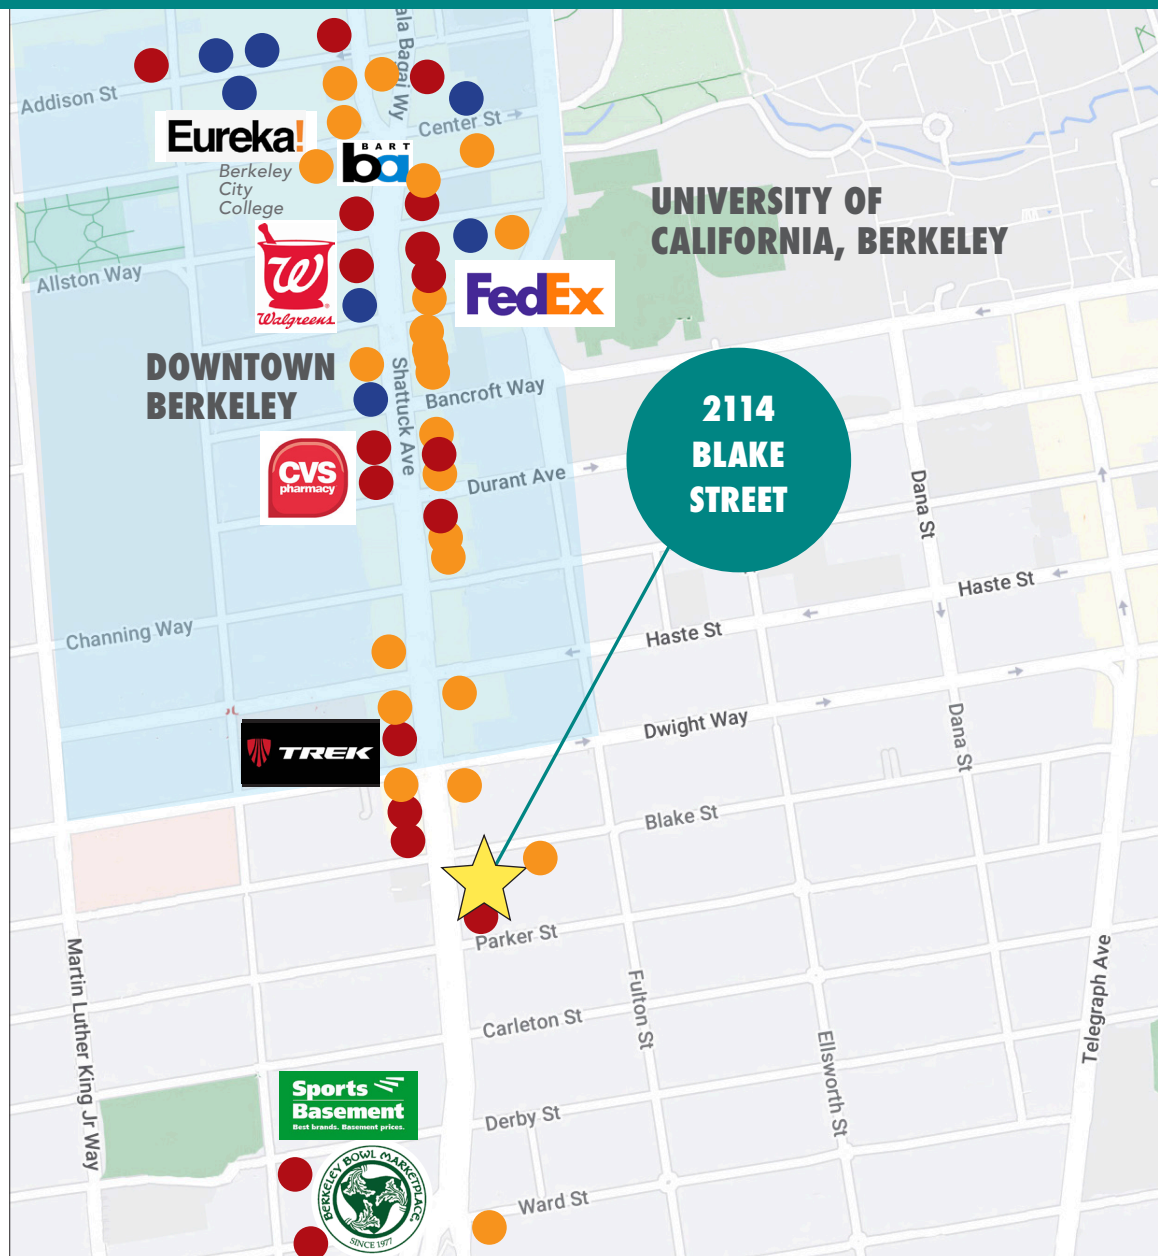 ala Bagai Wy
Addison St
Center St
Eureka!
BART
ba
Berkeley
City
College
UNIVERSITY OF
CALIFORNIA, BERKELEY
W
Walgreens
Allston Way
FedEx
DOWNTOWN
BERKELEY
Shattuck Ave
Bancroft Way
2114
BLAKE
STREET
CVS
pharmacy
Durant Ave
Dana St
Haste St
Channing Way
Haste St
Dwight Way
Dana St
TREK
Blake St
Parker St
Martin Luther King Jr Way
Fulton St
Telegraph Ave
Carleton St
Ellsworth St
Sports
Basement
Best brands. Basement prices.
Derby St
BERKELEY BOWL MARKETPLACE
SINCE 1977
Ward St